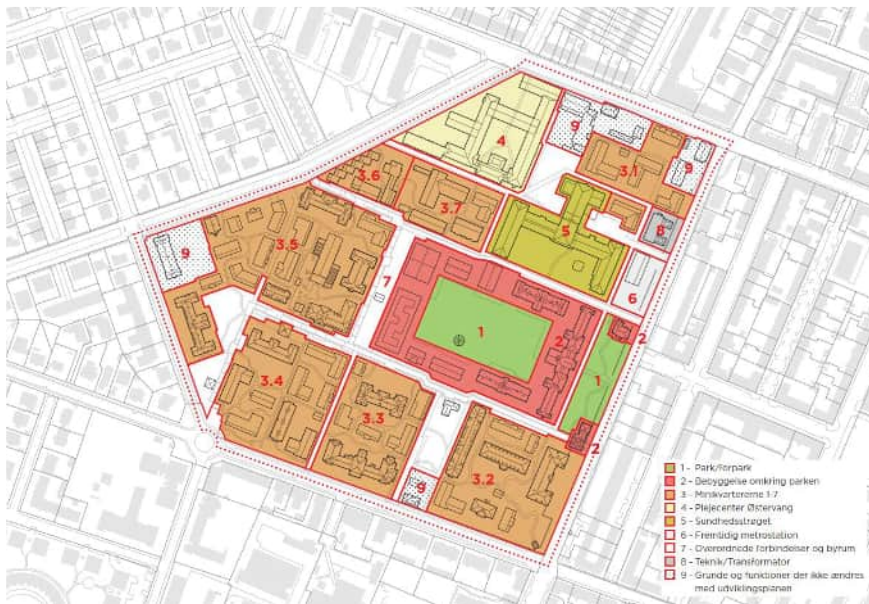 4
9
3.1
9
3.6
3.7
5
8
9
3.5
7
6
1
2
2
1
3.4
3.3
3.2
2
9
1 - Park/forpark
2 - Bebyggelse omkring parken
3 - Minikvartererne 1-7
4 - Plejecenter Østervang
5 - Sundhedsstrøget
6 - Fremtidig metrostation
7 - Overordnede forbindelser og byrum
8 - Teknik/Transformator
9 - Grunde og funktioner der ikke ændres
med udviklingsplanen